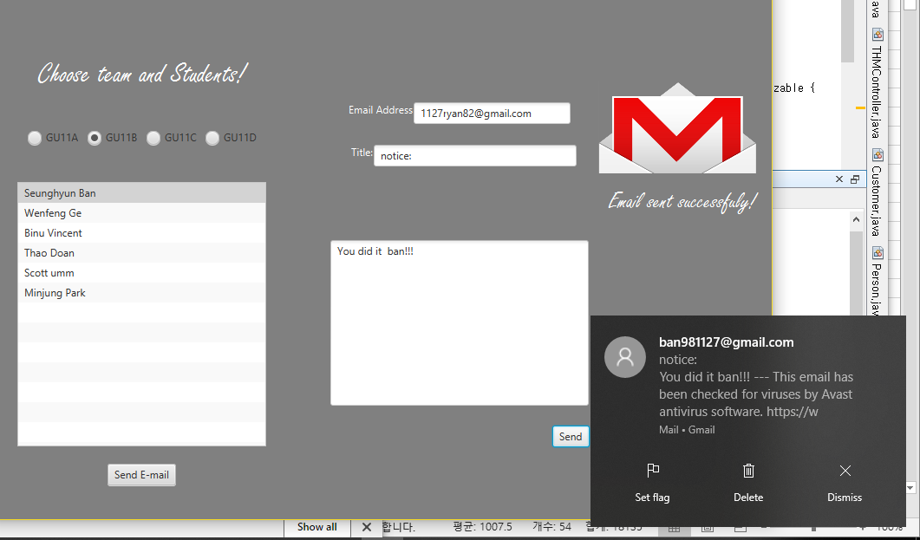 Choose team and Students!
GU11A GU11B GU11C GU11D
Seunghyun Ban
Wenfeng Ge
Binu Vincent
Thao Doan
Scott umm
Minjung Park
Send E-mail
Email Address 1127ryan82@gmail.com
Title: notice:
You did it ban!!!
Send
Email sent successfuly!
zable {
THMController.java
Customer.java
Person.java
ban981127@gmail.com
notice:
You did it ban!!! --- This email has
been checked for viruses by Avast
antivirus software. https://w
Mail • Gmail
Set flag Delete Dismiss
Show all
합니다. 평균: 1007.5 개수: 54
100%